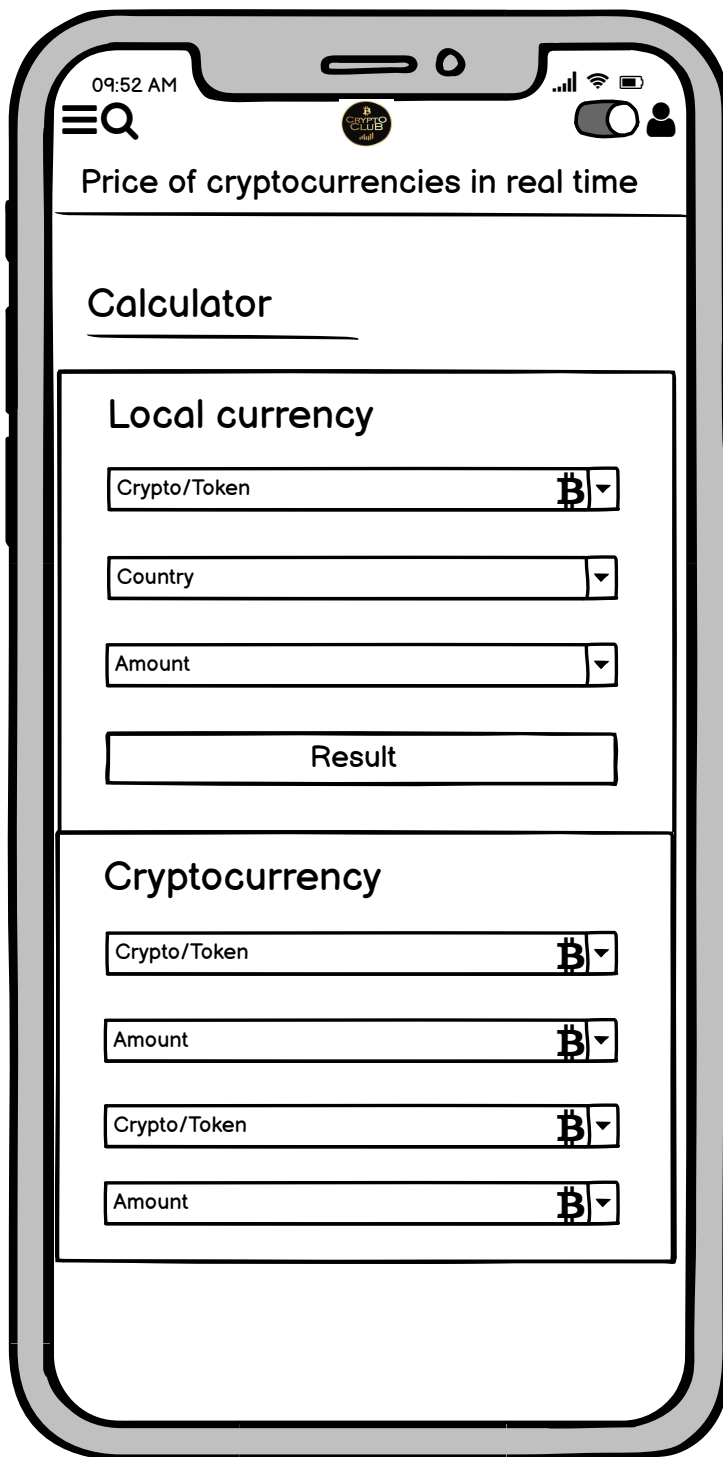 09:52 AM
CRYPTO
CLUB
Price of cryptocurrencies in real time
Calculator
Local currency
Crypto/Token
Country
Amount
Result
Cryptocurrency
Crypto/Token
Amount
Crypto/Token
Amount